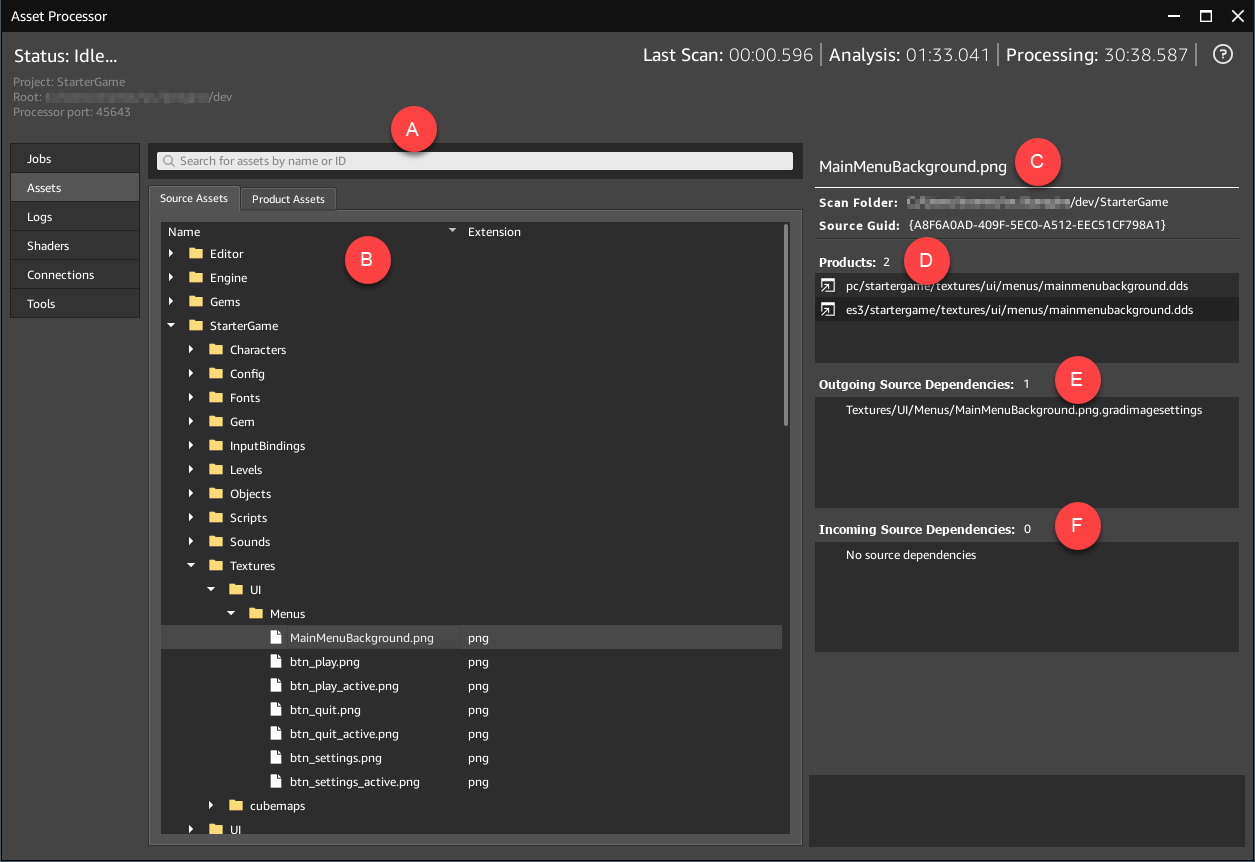 Asset Processor
Status: Idle...
Last Scan: 00:00.596 | Analysis: 01:33.041 | Processing: 30:38.587 | ?
Project: StarterGame
Root: /dev
Processor port: 45643
A
Jobs
Assets
Logs
Shaders
Connections
Tools
Search for assets by name or ID
Source Assets
Product Assets
Name
Extension
B
Editor
Engine
Gems
StarterGame
Characters
Config
Fonts
Gem
InputBindings
Levels
Objects
Scripts
Sounds
Textures
UI
Menus
MainMenuBackground.png png
btn_play.png png
btn_play_active.png png
btn_quit.png png
btn_quit_active.png png
btn_settings.png png
btn_settings_active.png png
cubemaps
UI
MainMenuBackground.png
C
Scan Folder: /dev/StarterGame
Source Guid: {A8F6A0AD-409F-5EC0-A512-EEC51CF798A1}
Products: 2
D
pc/startergame/textures/ui/menus/mainmenubackground.dds
es3/startergame/textures/ui/menus/mainmenubackground.dds
Outgoing Source Dependencies: 1
E
Textures/UI/Menus/MainMenuBackground.png.gradimagesettings
Incoming Source Dependencies: 0
F
No source dependencies